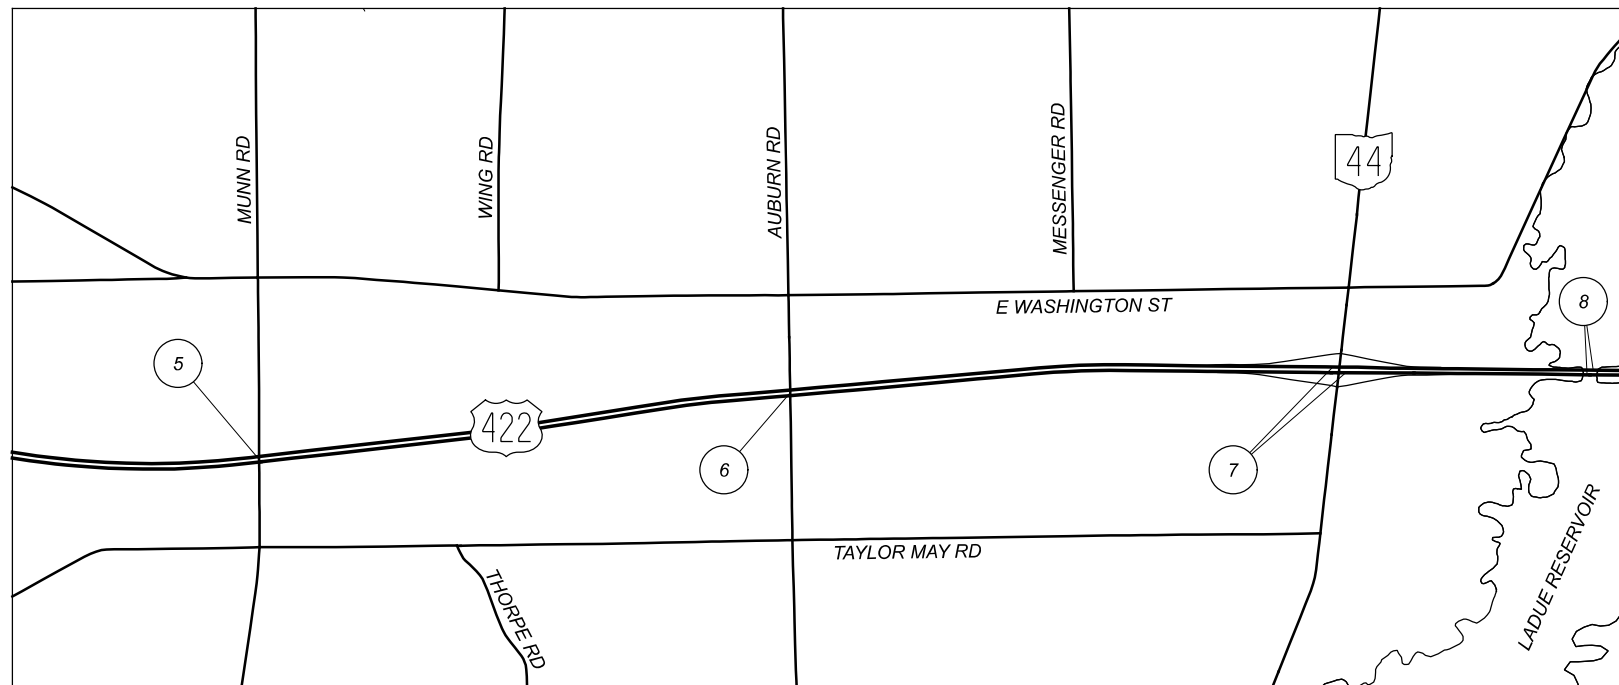 MUNN RD
WING RD
AUBURN RD
MESSENGER RD
44
E WASHINGTON ST
8
5
422
6
7
TAYLOR MAY RD
THORPE RD
LADUE RESERVOIR